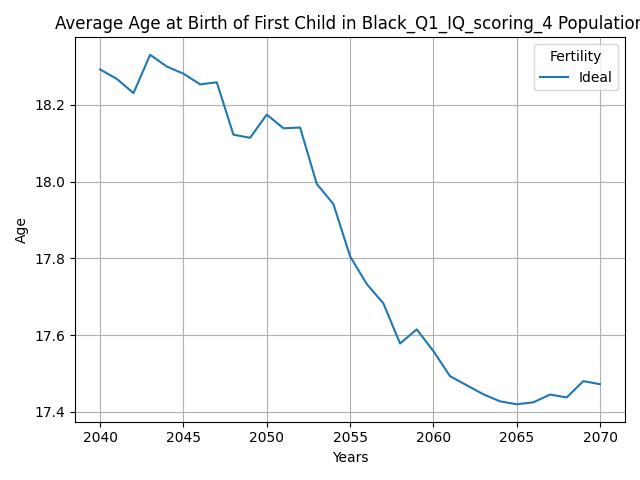 Average Age at Birth of First Child in Black_Q1_IQ_scoring_4 Population
Fertility
Ideal
18.2
18.0
17.8
17.6
17.4
Age
2040 2045 2050 2055 2060 2065 2070
Years